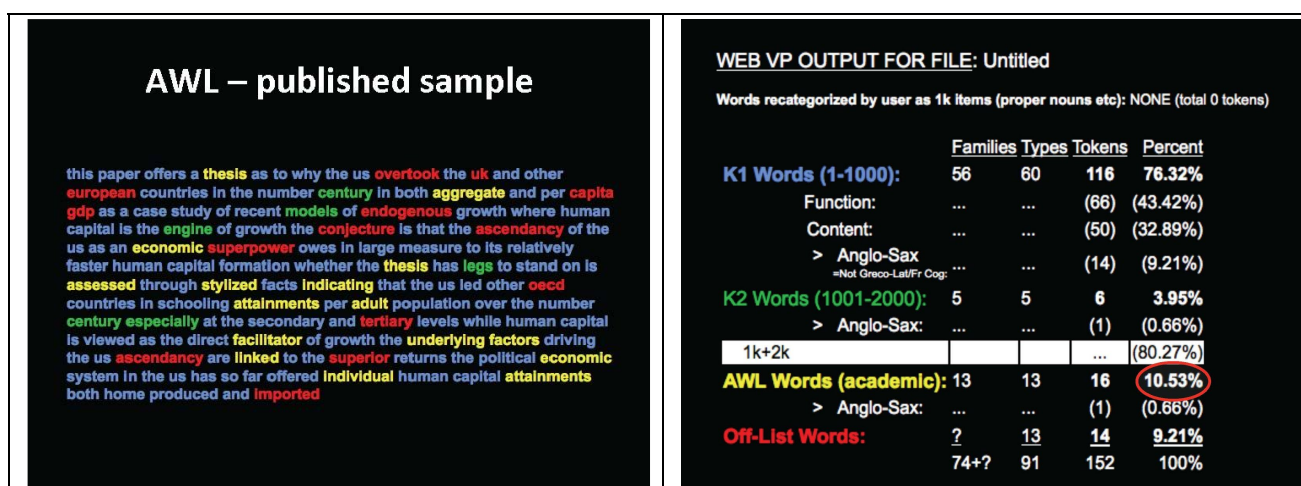 AWL – published sample
this paper offers a thesis as to why the us overtook the uk and other
european countries in the number century in both aggregate and per capita
gdp as a case study of recent models of endogenous growth where human
capital is the engine of growth the conjecture is that the ascendancy of the
us as an economic superpower owes in large measure to its relatively
faster human capital formation whether the thesis has legs to stand on is
assessed through stylized facts indicating that the us led other oecd
countries in schooling attainments per adult population over the number
century especially at the secondary and tertiary levels while human capital
is viewed as the direct facilitator of growth the underlying factors driving
the us ascendancy are linked to the superior returns the political economic
system in the us has so far offered individual human capital attainments
both home produced and imported
WEB VP OUTPUT FOR FILE: Untitled
Words recategorized by user as 1k items (proper nouns etc): NONE (total 0 tokens)
Families Types Tokens Percent
K1 Words (1-1000): 56 60 116 76.32%
Function: ... ... (66) (43.42%)
Content: ... ... (50) (32.89%)
> Anglo-Sax
=Not Greco-Lat/Fr Cog: ... ... (14) (9.21%)
K2 Words (1001-2000): 5 5 6 3.95%
> Anglo-Sax: ... ... (1) (0.66%)
1k+2k ... (80.27%)
AWL Words (academic): 13 13 16 10.53%
> Anglo-Sax: ... ... (1) (0.66%)
Off-List Words: ? 13 14 9.21%
74+? 91 152 100%